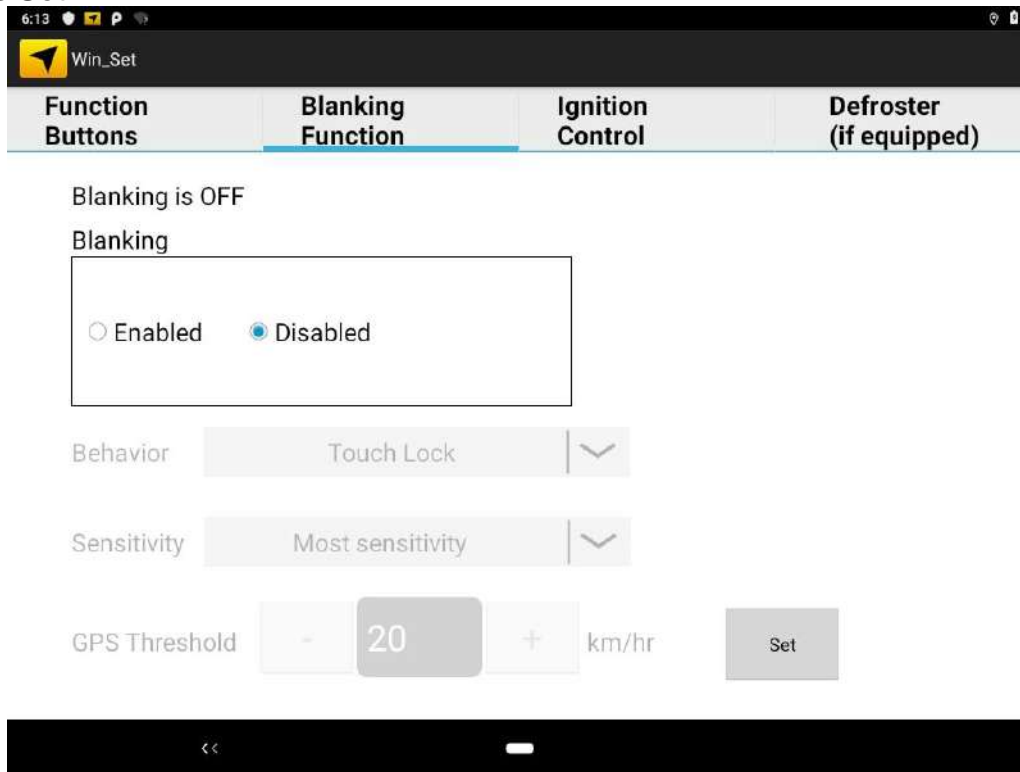 6:13
Win_Set
Function Buttons
Blanking Function
Ignition Control
Defroster (if equipped)
Blanking is OFF
Blanking
Enabled Disabled
Behavior Touch Lock
Sensitivity Most sensitivity
GPS Threshold - 20 + km/hr Set
<<